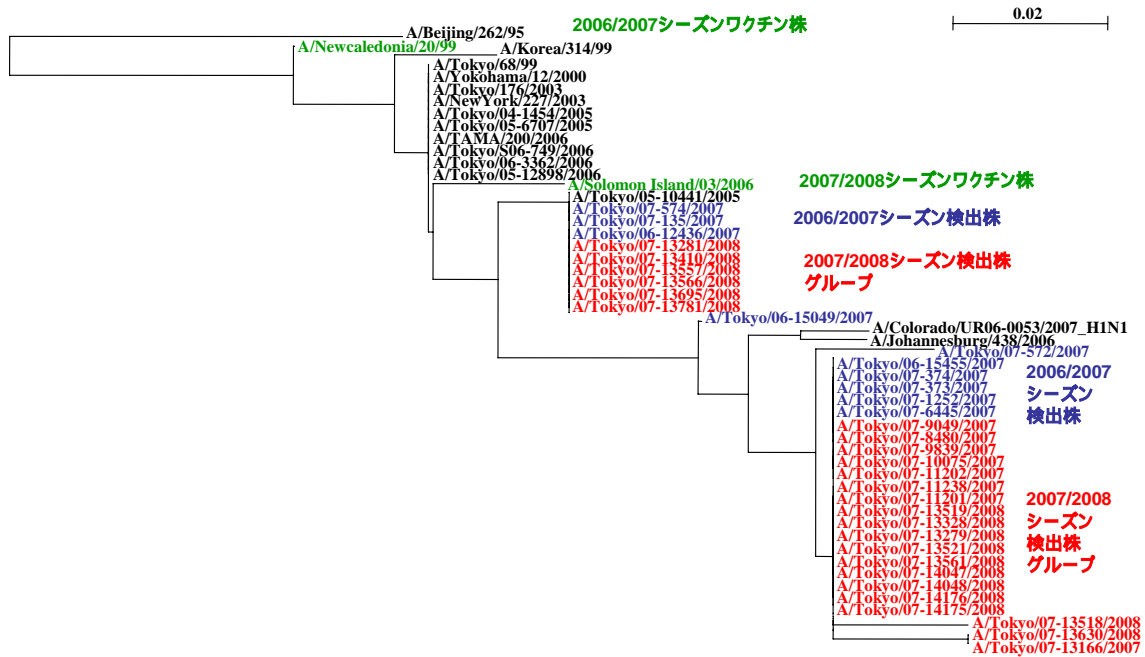 2006/2007シーズンワクチン株
0.02
A/Beijing/262/95
A/Newcaledonia/20/99
A/Korea/314/99
A/Tokyo/68/99
A/Yokohama/12/2000
A/Tokyo/176/2003
A/NewYork/227/2003
A/Tokyo/04-1454/2005
A/Tokyo/05-6707/2005
A/TAMA/200/2006
A/Tokyo/S06-749/2006
A/Tokyo/06-3362/2006
A/Tokyo/05-12898/2006
A/Solomon Island/03/2006
2007/2008シーズンワクチン株
A/Tokyo/05-10441/2005
A/Tokyo/07-574/2007
A/Tokyo/07-135/2007
A/Tokyo/06-12436/2007
2006/2007シーズン検出株
A/Tokyo/07-13281/2008
A/Tokyo/07-13410/2008
A/Tokyo/07-13557/2008
A/Tokyo/07-13566/2008
A/Tokyo/07-13695/2008
A/Tokyo/07-13781/2008
2007/2008シーズン検出株
グループ
A/Tokyo/06-15049/2007
A/Colorado/UR06-0053/2007_H1N1
A/Johannesburg/438/2006
A/Tokyo/07-572/2007
A/Tokyo/06-15455/2007
A/Tokyo/07-374/2007
A/Tokyo/07-373/2007
A/Tokyo/07-1252/2007
A/Tokyo/07-6445/2007
2006/2007
シーズン
検出株
A/Tokyo/07-9049/2007
A/Tokyo/07-8480/2007
A/Tokyo/07-9839/2007
A/Tokyo/07-10075/2007
A/Tokyo/07-11202/2007
A/Tokyo/07-11238/2007
A/Tokyo/07-11201/2007
A/Tokyo/07-13519/2008
A/Tokyo/07-13328/2008
A/Tokyo/07-13279/2008
A/Tokyo/07-13521/2008
A/Tokyo/07-13561/2008
A/Tokyo/07-14047/2008
A/Tokyo/07-14048/2008
A/Tokyo/07-14176/2008
A/Tokyo/07-14175/2008
2007/2008
シーズン
検出株
グループ
A/Tokyo/07-13518/2008
A/Tokyo/07-13630/2008
A/Tokyo/07-13166/2007